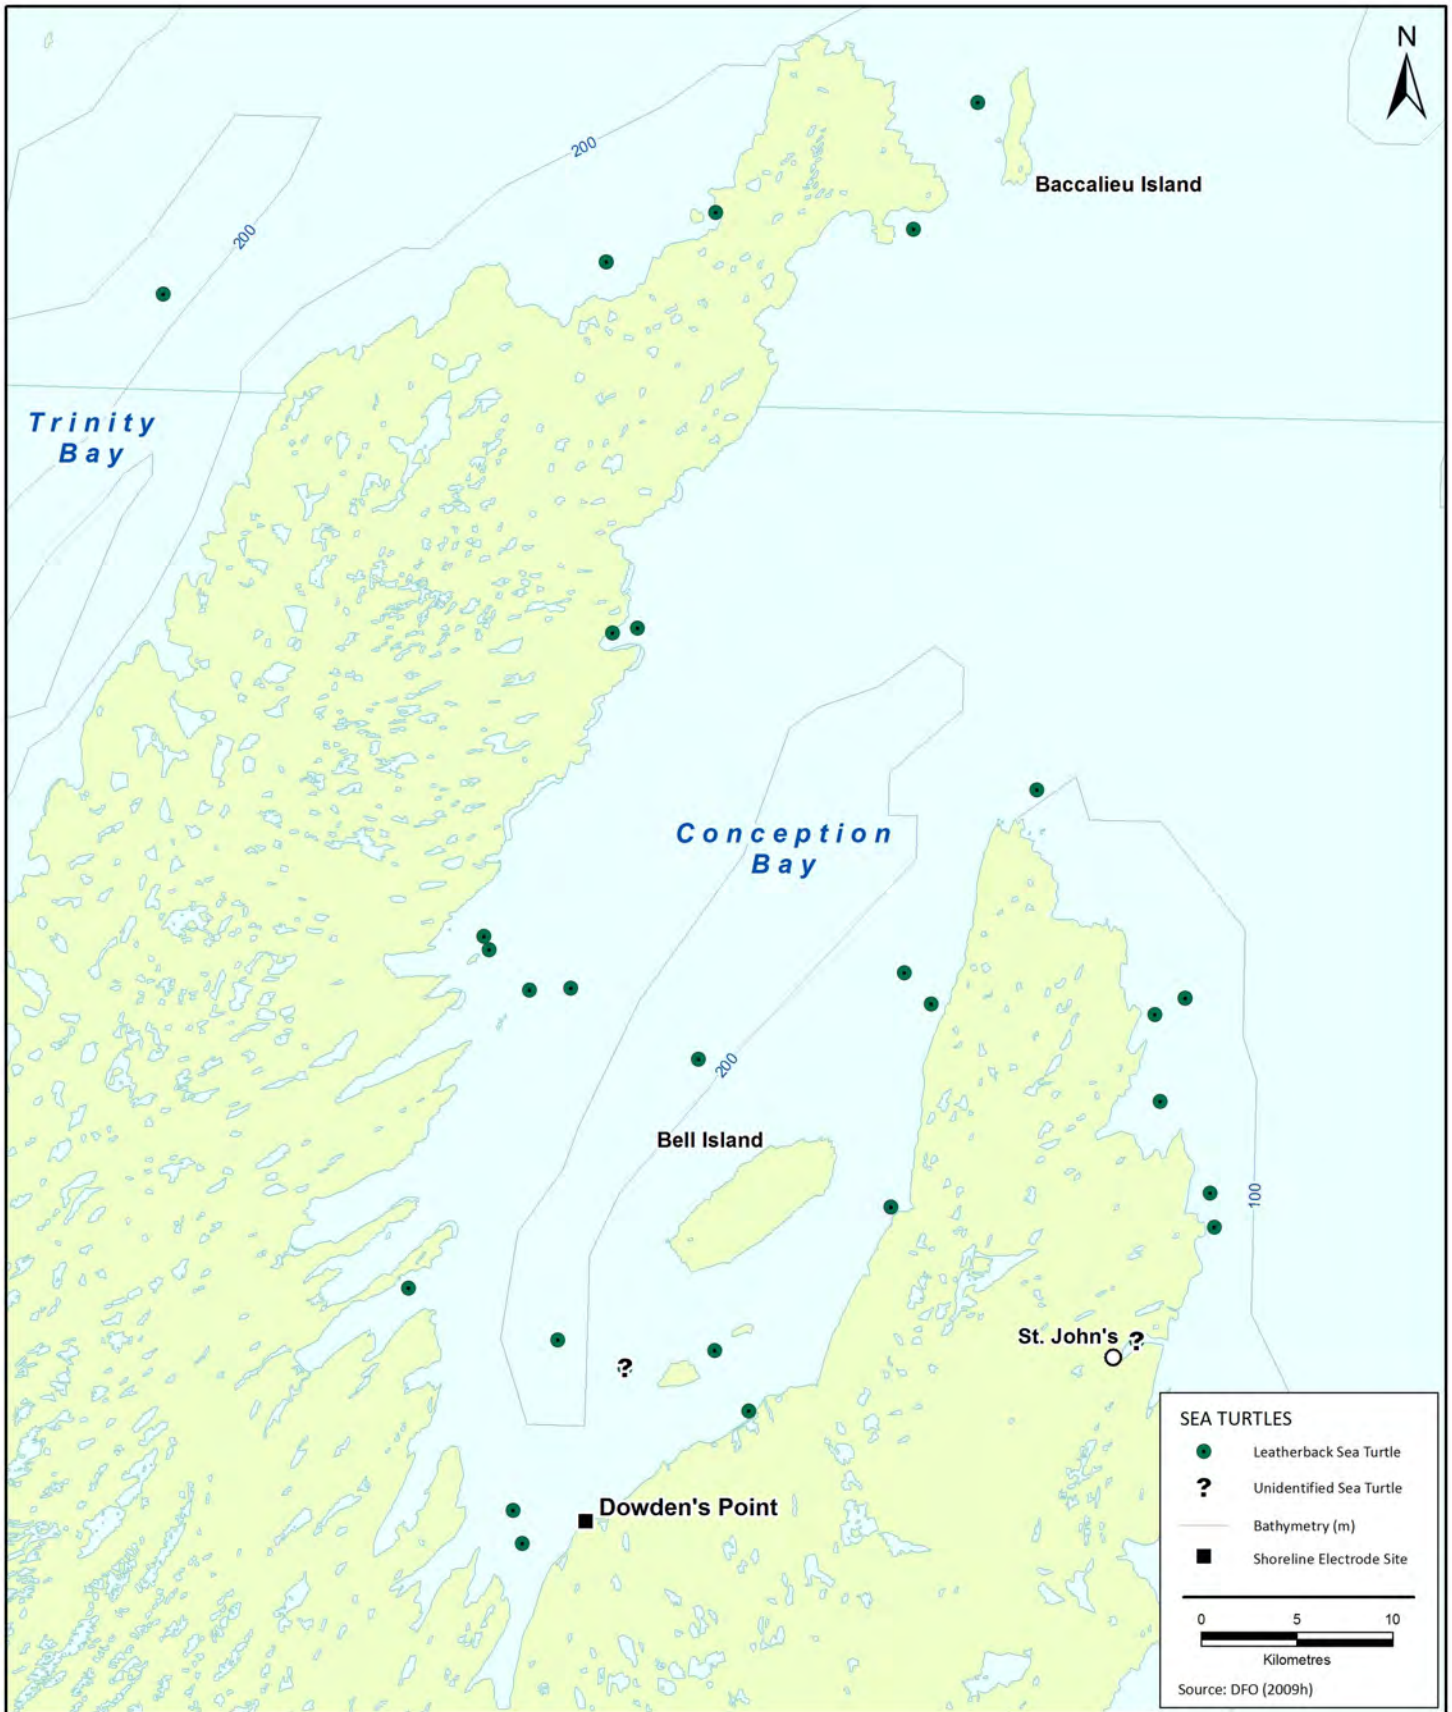 N
200
Baccalieu Island
200
Trinity
Bay
Conception
Bay
200
Bell Island
100
St. John's
?
?
Dowden's Point
SEA TURTLES
Leatherback Sea Turtle
? Unidentified Sea Turtle
Bathymetry (m)
Shoreline Electrode Site
0 5 10
Kilometres
Source: DFO (2009h)